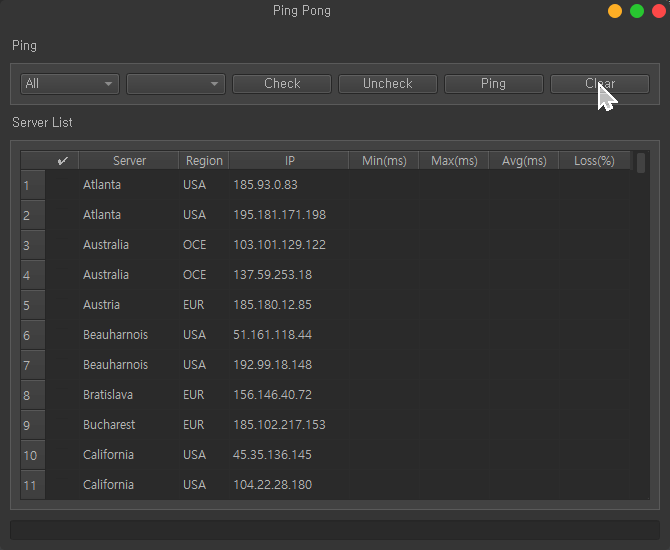 Ping Pong
Ping
All Check Uncheck Ping Clear
Server List
✔ Server Region IP Min(ms) Max(ms) Avg(ms) Loss(%)
1 Atlanta USA 185.93.0.83
2 Atlanta USA 195.181.171.198
3 Australia OCE 103.101.129.122
4 Australia OCE 137.59.253.18
5 Austria EUR 185.180.12.85
6 Beauharnois USA 51.161.118.44
7 Beauharnois USA 192.99.18.148
8 Bratislava EUR 156.146.40.72
9 Bucharest EUR 185.102.217.153
10 California USA 45.35.136.145
11 California USA 104.22.28.180